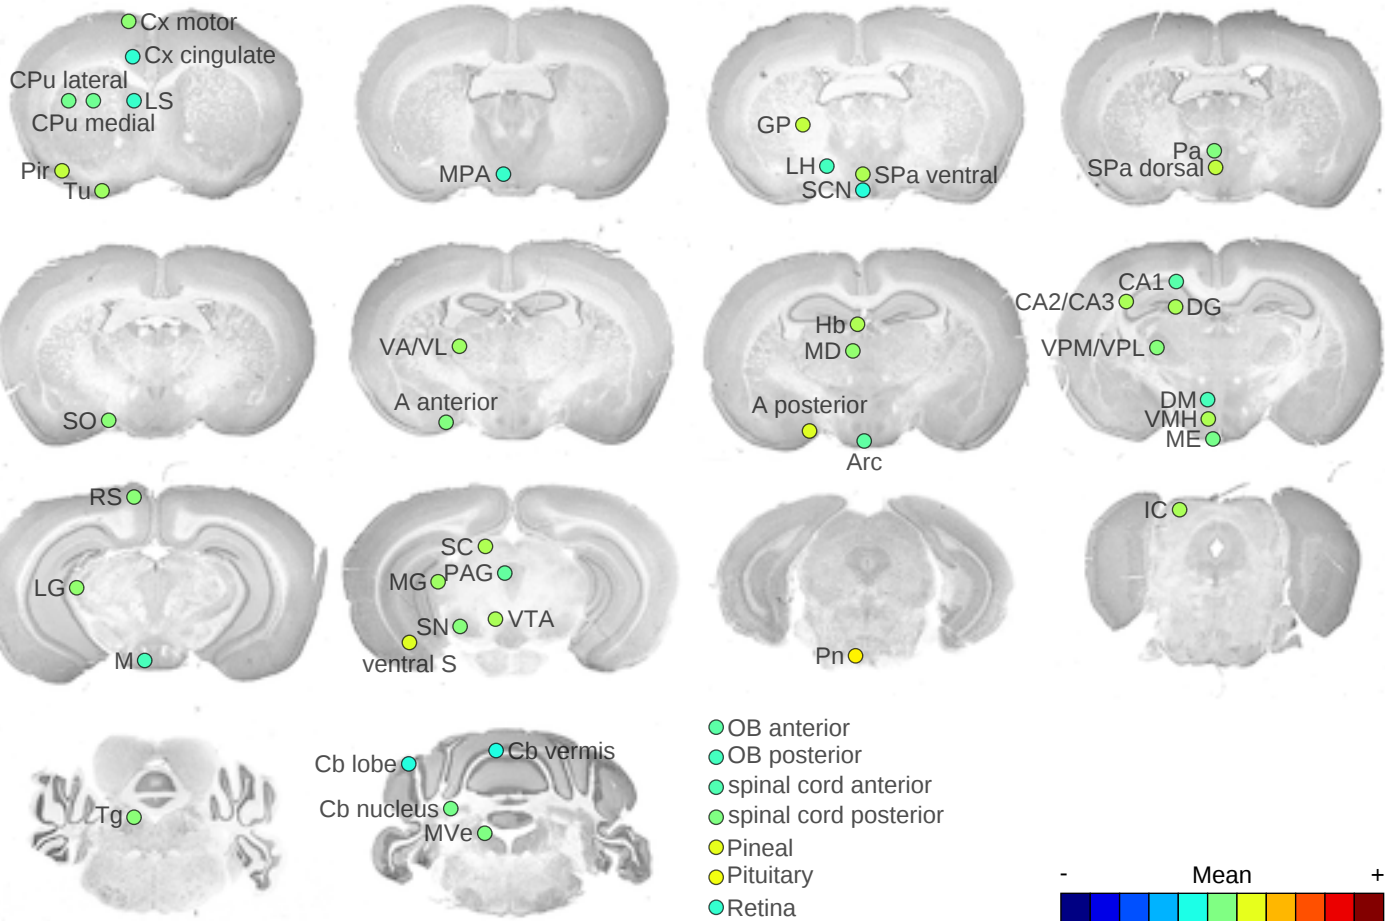 Cx motor
Cx cingulate
CPu lateral
LS
CPu medial
Pir
Tu
MPA
GP
LH
SPa ventral
SCN
Pa
SPa dorsal
SO
VA/VL
A anterior
Hb
MD
A posterior
Arc
CA1
CA2/CA3
DG
VPM/VPL
DM
VMH
ME
RS
LG
M
SC
MG
PAG
SN
VTA
ventral S
Pn
IC
Tg
Cb lobe
Cb vermis
Cb nucleus
MVe
OB anterior
OB posterior
spinal cord anterior
spinal cord posterior
Pineal
Pituitary
Retina
- Mean +